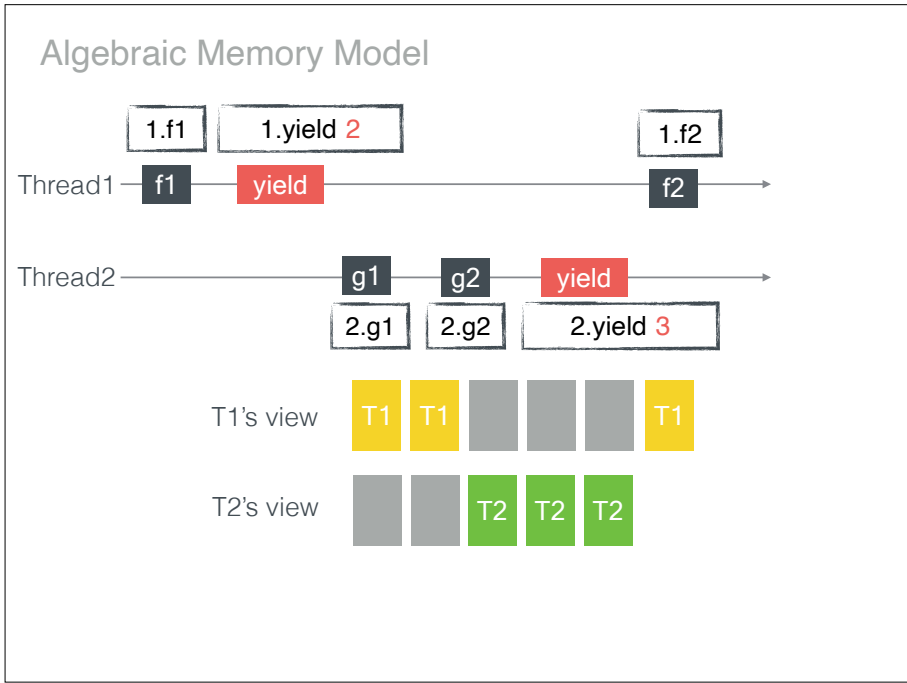 Algebraic Memory Model
1.f1 1.yield 2 1.f2
Thread1 f1 yield f2
Thread2 g1 g2 yield
2.g1 2.g2 2.yield 3
T1's view T1 T1 T1
T2's view T2 T2 T2